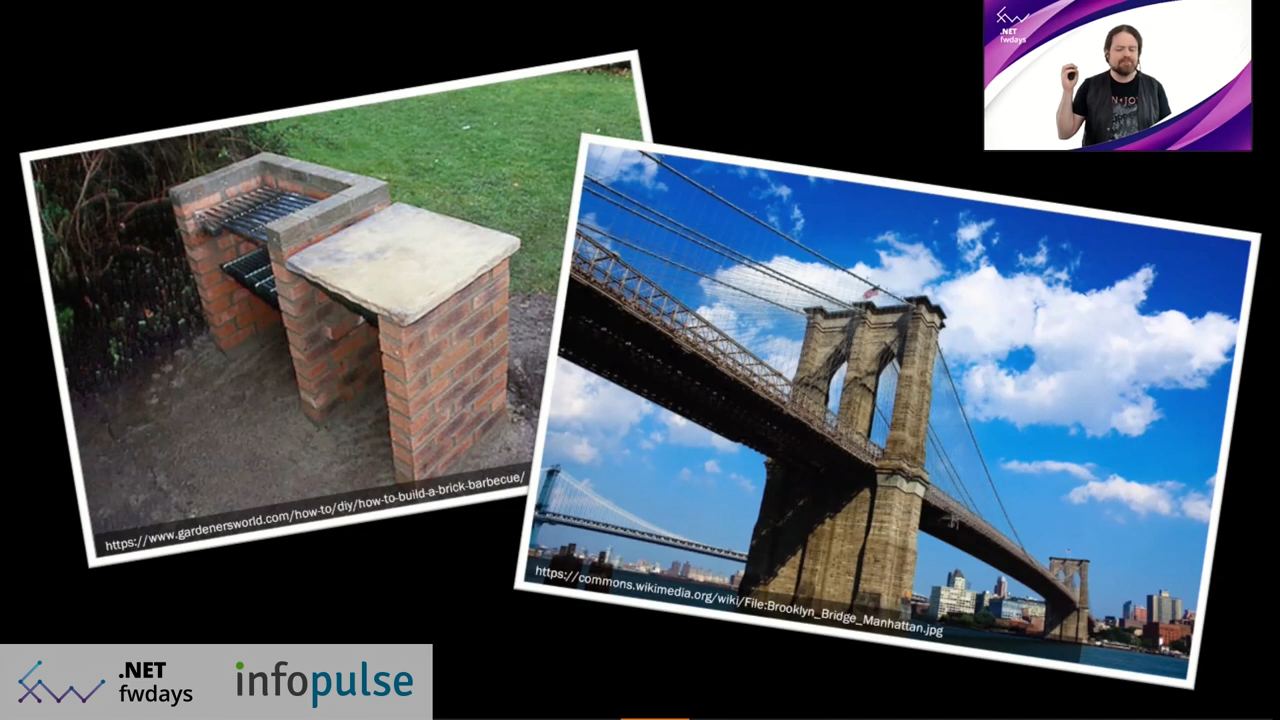 .NET
fwdays
N•JO
https://www.gardenersworld.com/how-to/diy/how-to-build-a-brick-barbecue/
https://commons.wikimedia.org/wiki/File:Brooklyn_Bridge_Manhattan.jpg
.NET
fwdays
infopulse